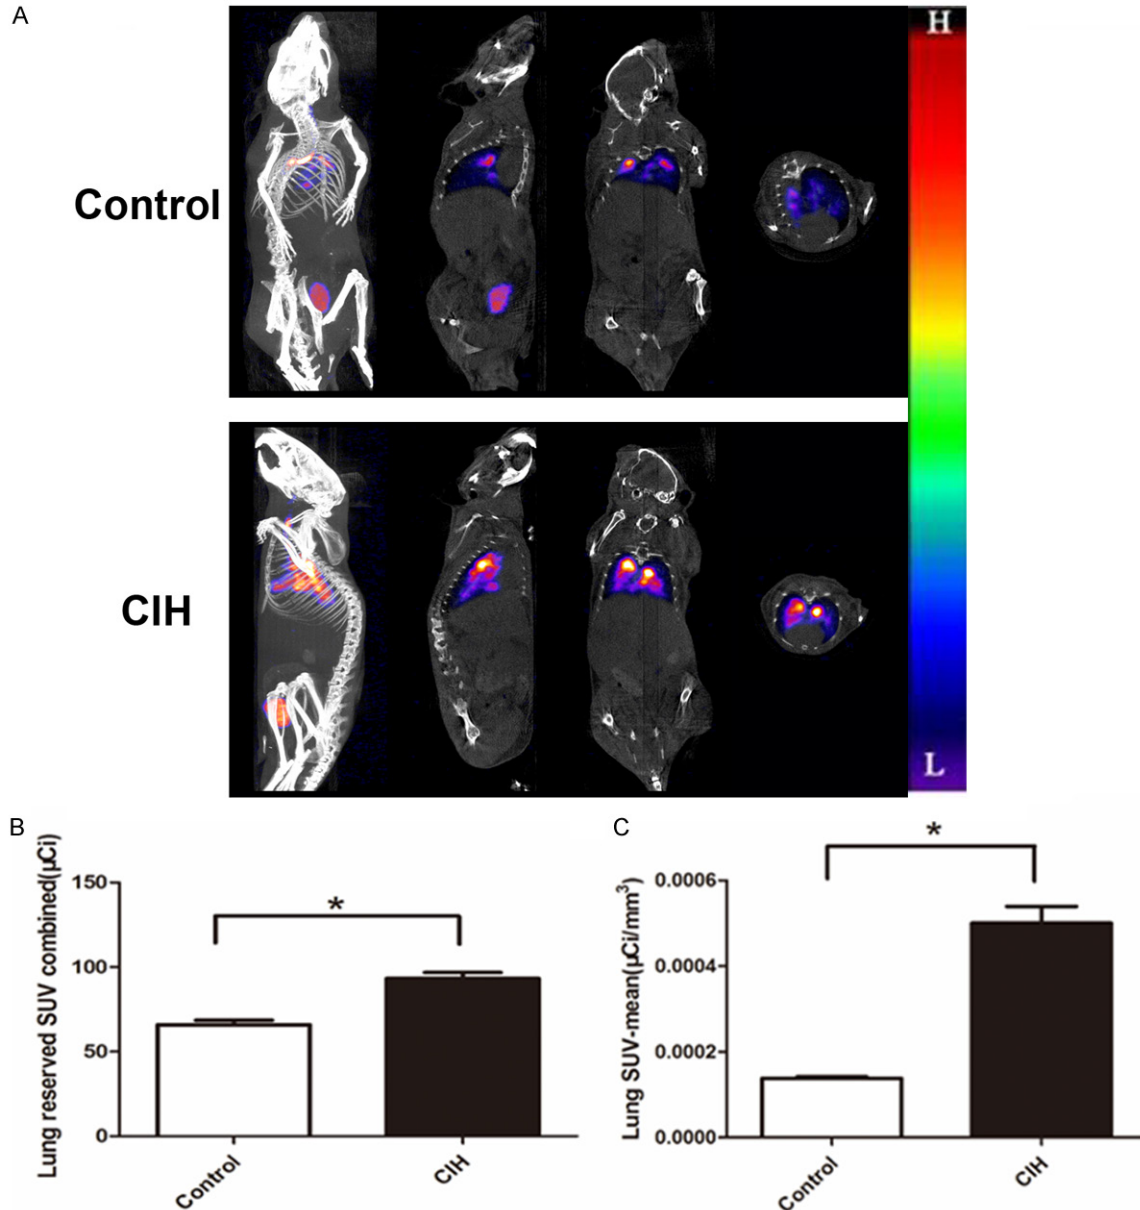 A
H
Control
CIH
L
B
Lung reserved SUV combined(μCi)
150
100
50
0
*
Control
CIH
C
Lung SUV-mean(μCi/mm³)
0.0006
0.0004
0.0002
0.0000
*
Control
CIH